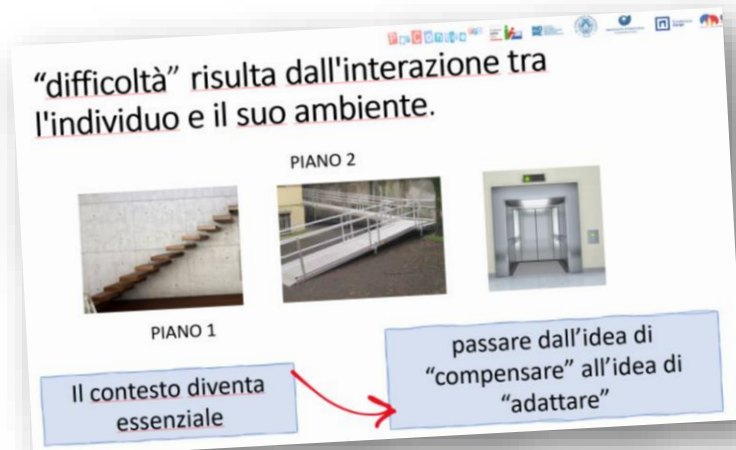 “difficoltà” risulta dall'interazione tra
l'individuo e il suo ambiente.
PIANO 2
PIANO 1
Il contesto diventa
essenziale
passare dall’idea di
“compensare” all’idea di
“adattare”